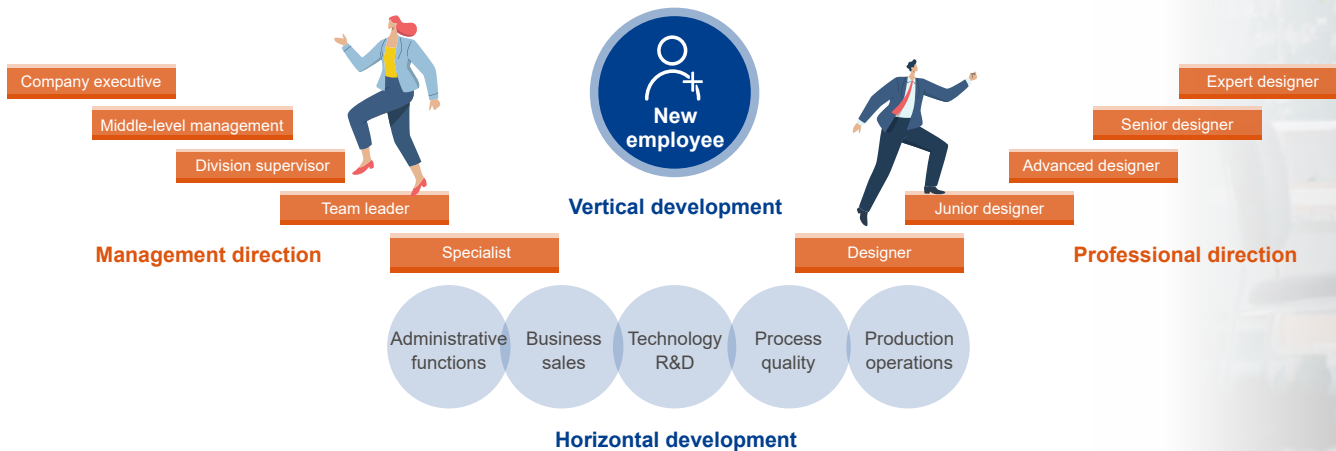 New
employee
Company executive
Middle-level management
Division supervisor
Team leader
Specialist
Management direction
Vertical development
Expert designer
Senior designer
Advanced designer
Junior designer
Designer
Professional direction
Administrative
functions
Business
sales
Technology
R&D
Process
quality
Production
operations
Horizontal development